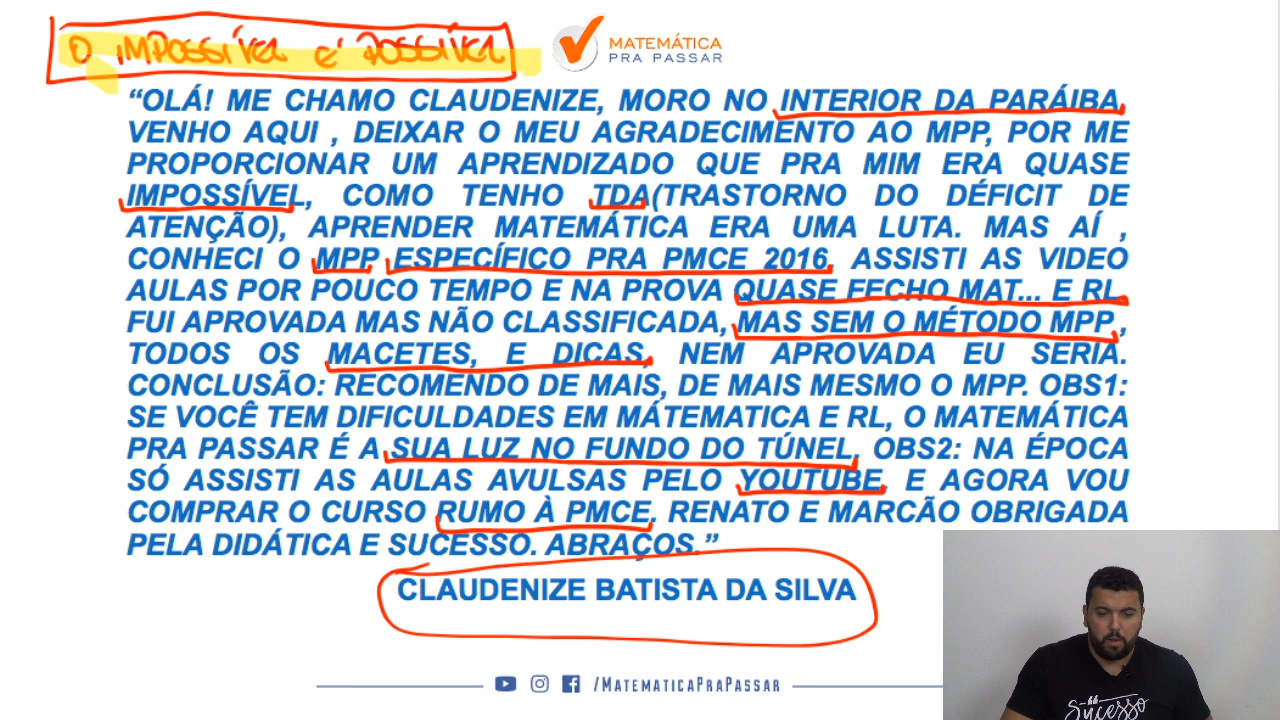 O IMPOSSÍVEL É POSSÍVEL
MATEMÁTICA
PRA PASSAR
“OLÁ! ME CHAMO CLAUDENIZE, MORO NO INTERIOR DA PARÁIBA,
VENHO AQUI , DEIXAR O MEU AGRADECIMENTO AO MPP, POR ME
PROPORCIONAR UM APRENDIZADO QUE PRA MIM ERA QUASE
IMPOSSÍVEL, COMO TENHO TDA(TRASTORNO DO DÉFICIT DE
ATENÇÃO), APRENDER MATEMÁTICA ERA UMA LUTA. MAS AÍ ,
CONHECI O MPP ESPECÍFICO PRA PMCE 2016, ASSISTI AS VIDEO
AULAS POR POUCO TEMPO E NA PROVA QUASE FECHO MAT... E RL,
FUI APROVADA MAS NÃO CLASSIFICADA, MAS SEM O MÉTODO MPP ,
TODOS OS MACETES, E DICAS, NEM APROVADA EU SERIA.
CONCLUSÃO: RECOMENDO DE MAIS, DE MAIS MESMO O MPP. OBS1:
SE VOCÊ TEM DIFICULDADES EM MÁTEMATICA E RL, O MATEMÁTICA
PRA PASSAR É A SUA LUZ NO FUNDO DO TÚNEL, OBS2: NA ÉPOCA
SÓ ASSISTI AS AULAS AVULSAS PELO YOUTUBE, E AGORA VOU
COMPRAR O CURSO RUMO À PMCE, RENATO E MARCÃO OBRIGADA
PELA DIDÁTICA E SUCESSO. ABRAÇOS.”
CLAUDENIZE BATISTA DA SILVA
/MATEMATICAPRAPASSAR
Sucesso